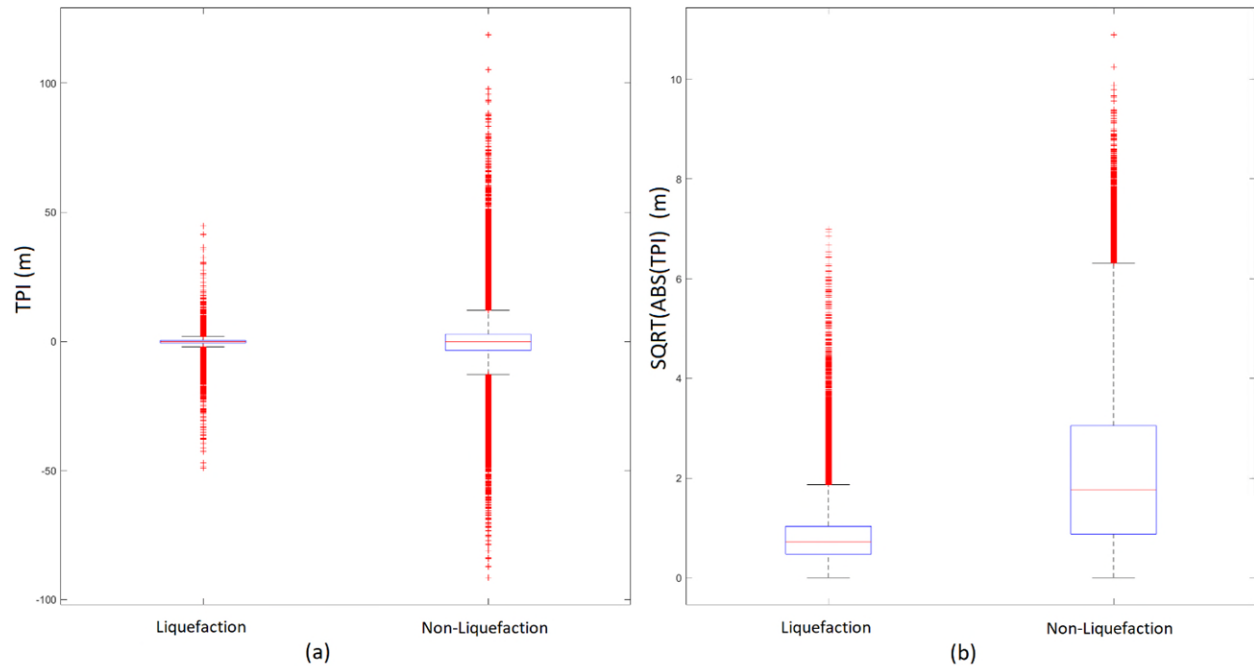 TPI (m)
100
50
0
-50
-100
Liquefaction
Non-Liquefaction
(a)
SQRT(ABS(TPI) (m)
10
8
6
4
2
0
Liquefaction
Non-Liquefaction
(b)